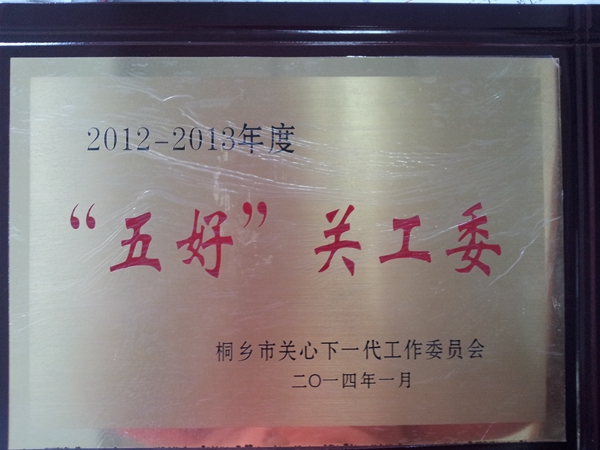 2012-2013年度
“五好”关工委
桐乡市关心下一代工作委员会
二〇一四年一月